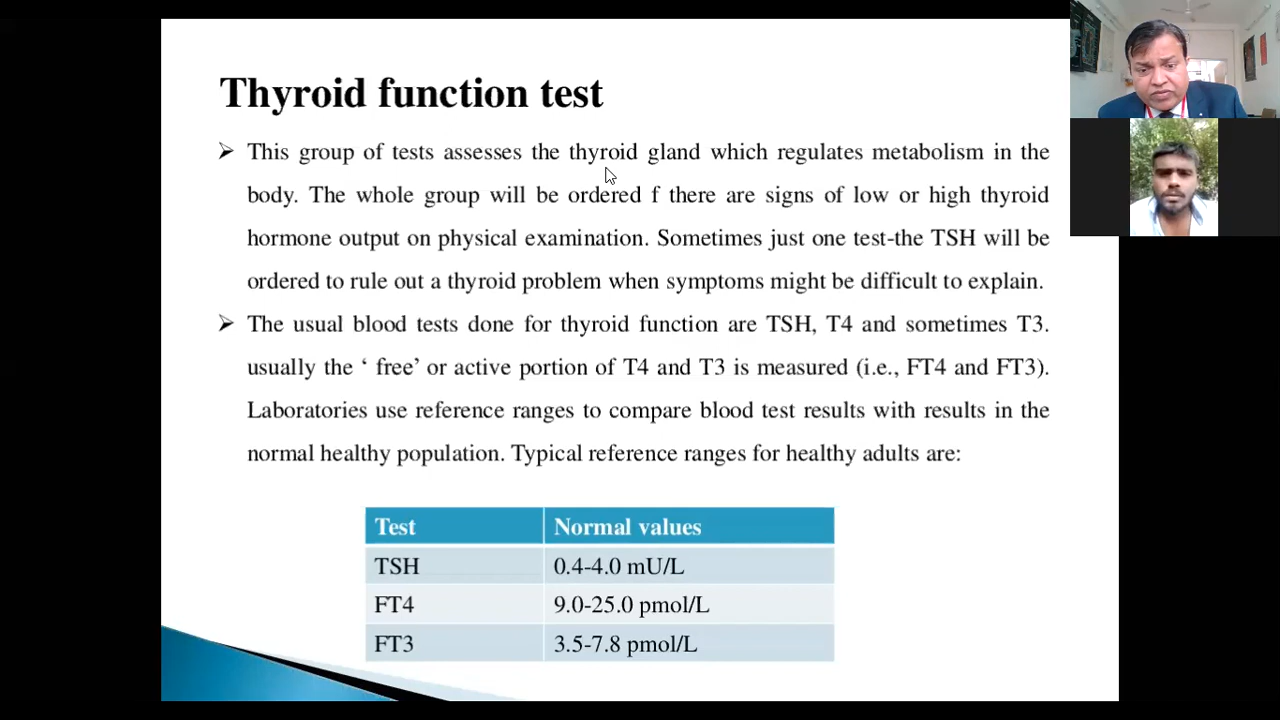 Thyroid function test
➢ This group of tests assesses the thyroid gland which regulates metabolism in the
body. The whole group will be ordered f there are signs of low or high thyroid
hormone output on physical examination. Sometimes just one test-the TSH will be
ordered to rule out a thyroid problem when symptoms might be difficult to explain.
➢ The usual blood tests done for thyroid function are TSH, T4 and sometimes T3.
usually the ‘ free’ or active portion of T4 and T3 is measured (i.e., FT4 and FT3).
Laboratories use reference ranges to compare blood test results with results in the
normal healthy population. Typical reference ranges for healthy adults are:
Test Normal values
TSH 0.4-4.0 mU/L
FT4 9.0-25.0 pmol/L
FT3 3.5-7.8 pmol/L